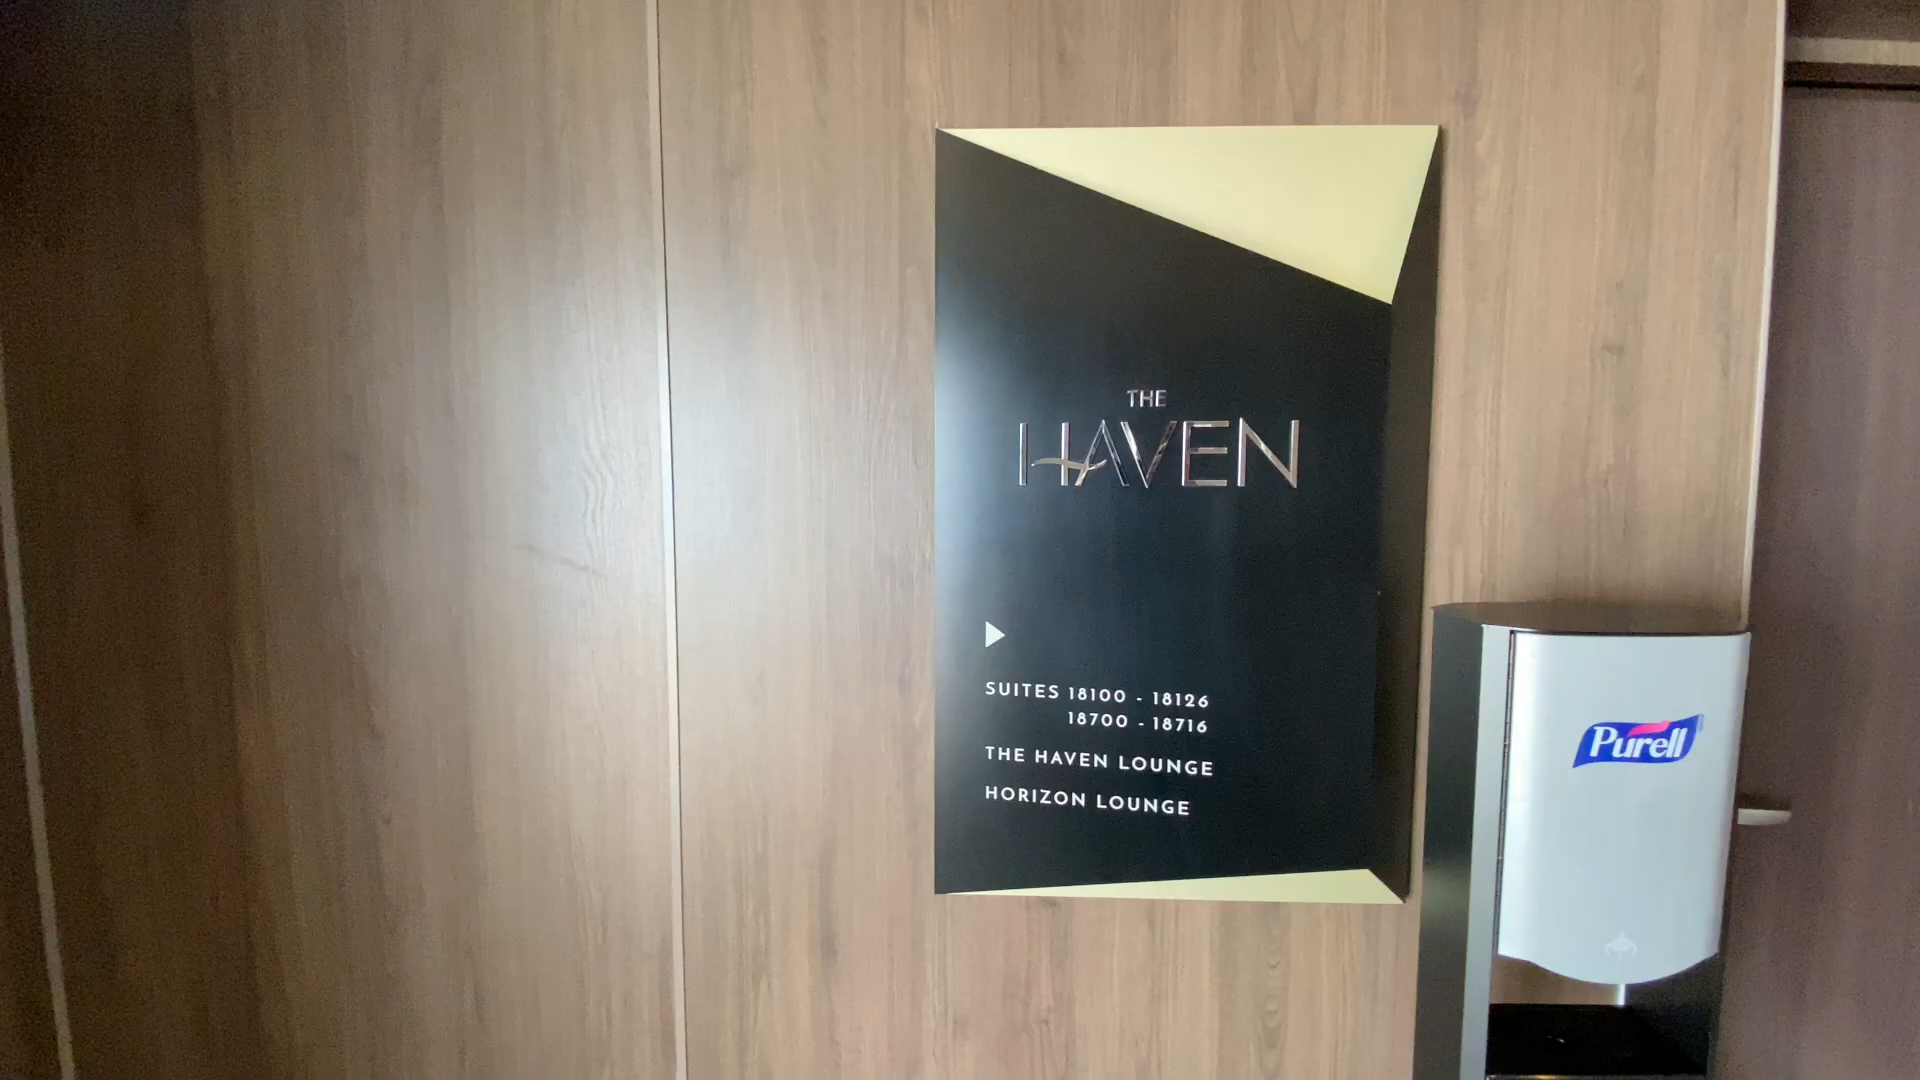 THE
HAVEN
SUITES 18100 - 18126
18700 - 18716
THE HAVEN LOUNGE
HORIZON LOUNGE
Purell